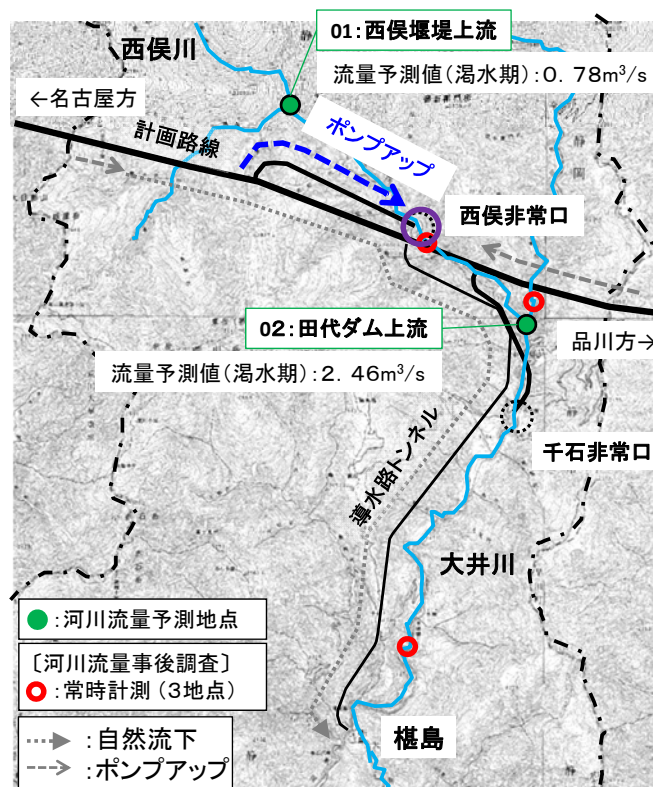 01:西俣堰堤上流
西俣川
流量予測値(渇水期):0.78m³/s
←名古屋方
ポンプアップ
計画路線
西俣非常口
02:田代ダム上流
品川方→
流量予測値(渇水期):2.46m³/s
千石非常口
導水路トンネル
大井川
:河川流量予測地点
〔河川流量事後調査〕
:常時計測(3地点)
椹島
:自然流下
:ポンプアップ